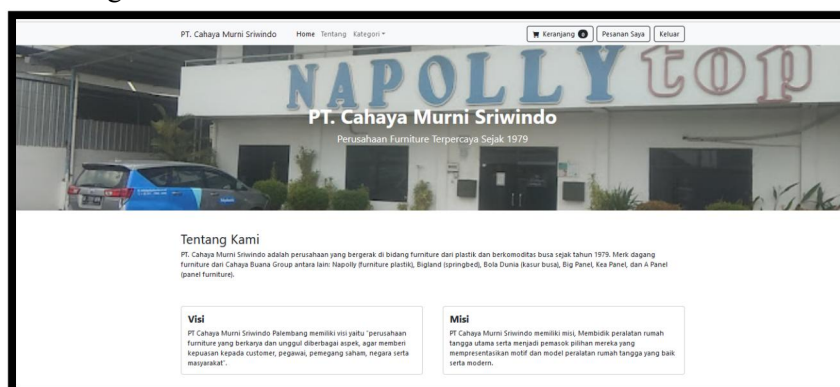 PT. Cahaya Murni Sriwindo Home Tentang Kategori Keranjang 0 Pesanan Saya Keluar
NAPOLLY top
PT. Cahaya Murni Sriwindo
Perusahaan Furniture Terpercaya Sejak 1979
Tentang Kami
PT. Cahaya Murni Sriwindo adalah perusahaan yang bergerak di bidang furniture dari plastik dan berkomoditas busa sejak tahun 1979. Merk dagang
furniture dari Cahaya Buana Group antara lain: Napolly (furniture plastik), Bigland (springbed), Bola Dunia (kasur busa), Big Panel, Kea Panel, dan A Panel
(panel furniture).
Visi
PT Cahaya Murni Sriwindo Palembang memiliki visi yaitu "perusahaan
furniture yang berkarya dan unggul diberbagai aspek, agar memberi
kepuasan kepada customer, pegawai, pemegang saham, negara serta
masyarakat".
Misi
PT Cahaya Murni Sriwindo memiliki misi, Membidik peralatan rumah
tangga utama serta menjadi pemasok pilihan mereka yang
mempresentasikan motif dan model peralatan rumah tangga yang baik
serta modern.